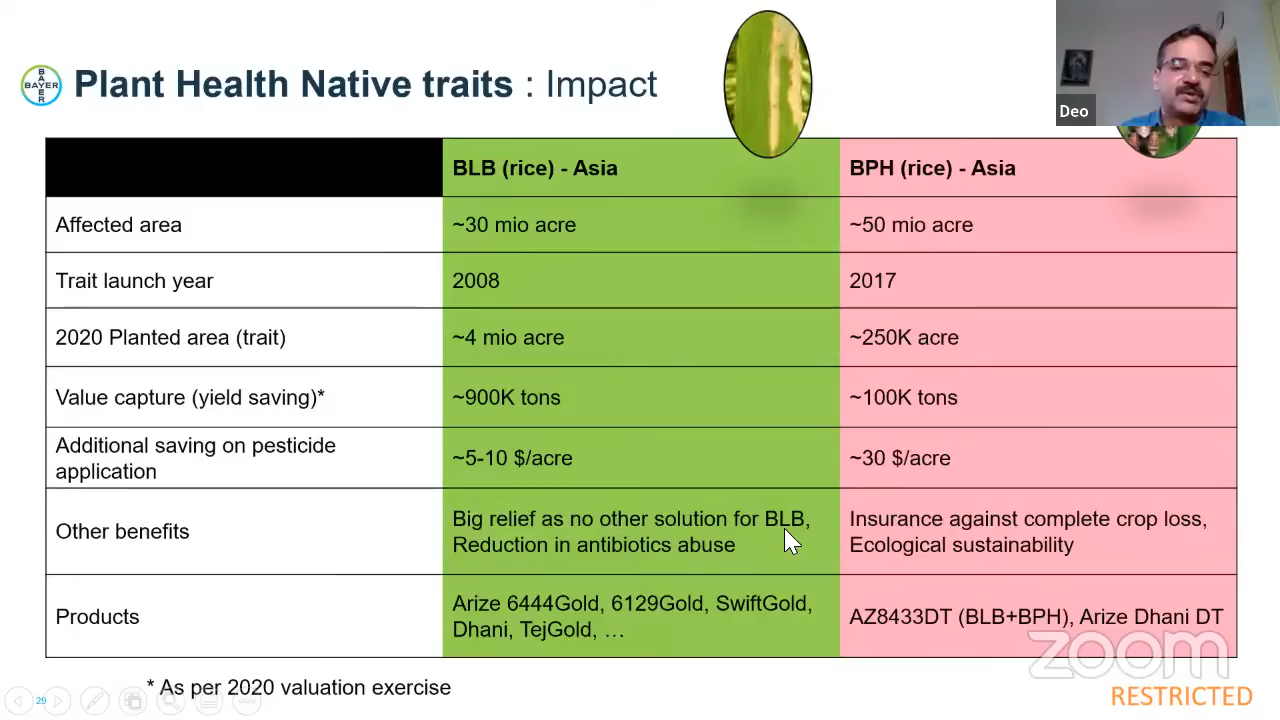 BAYER
BAYER
Plant Health Native traits : Impact
Deo
BLB (rice) - Asia
BPH (rice) - Asia
Affected area
~30 mio acre
~50 mio acre
Trait launch year
2008
2017
2020 Planted area (trait)
~4 mio acre
~250K acre
Value capture (yield saving)*
~900K tons
~100K tons
Additional saving on pesticide
application
~5-10 $/acre
~30 $/acre
Other benefits
Big relief as no other solution for BLB,
Reduction in antibiotics abuse
Insurance against complete crop loss,
Ecological sustainability
Products
Arize 6444Gold, 6129Gold, SwiftGold,
Dhani, TejGold, …
AZ8433DT (BLB+BPH), Arize Dhani DT
zoom
* As per 2020 valuation exercise
29
RESTRICTED